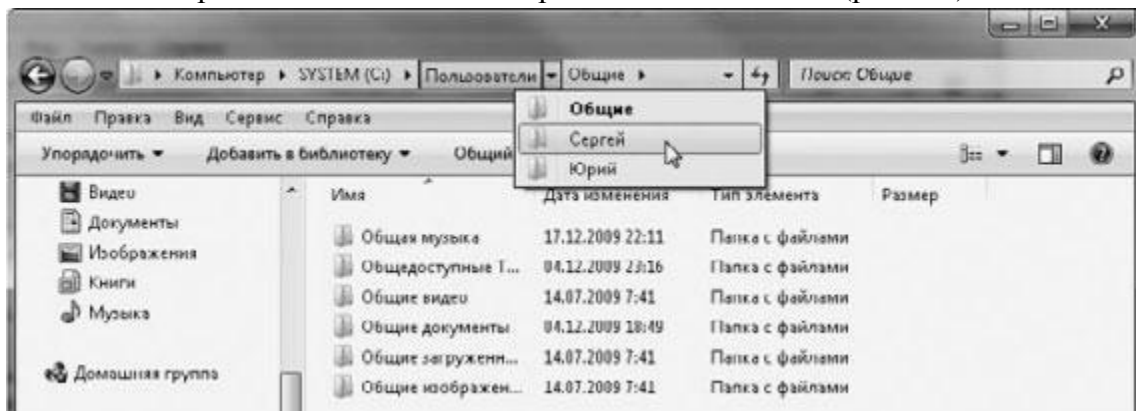 Компьютер ▸ SYSTEM (C:) ▸ Пользователи Общие ▸ Поиск: Общие
Файл Правка Вид Сервис Справка
Общие
Сергей
Юрий
Упорядочить Добавить в библиотеку Общий
Имя Дата изменения Тип элемента Размер
Видео
Документы
Изображения
Книги
Музыка
Домашняя группа
Общая музыка 17.12.2009 22:11 Папка с файлами
Общедоступные Т... 04.12.2009 23:16 Папка с файлами
Общие видео 14.07.2009 7:41 Папка с файлами
Общие документы 04.12.2009 18:49 Папка с файлами
Общие загруженн... 14.07.2009 7:41 Папка с файлами
Общие изображен... 14.07.2009 7:41 Папка с файлами